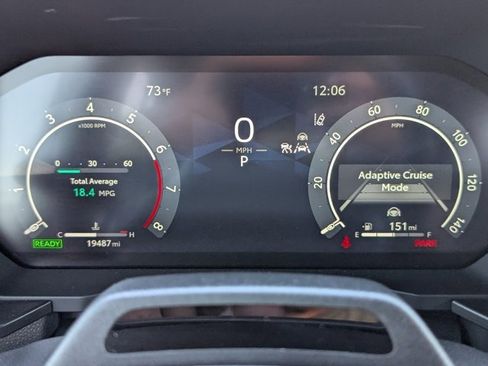 73°F
12:06
1 2 3 4 5 6 7 8
x1000 RPM
0 30 60
Total Average
18.4 MPG
C H
READY
19487 mi
0
MPH
P
20 40 60 80 100 120 140
MPH
Adaptive Cruise
Mode
151 mi
E F
PARK